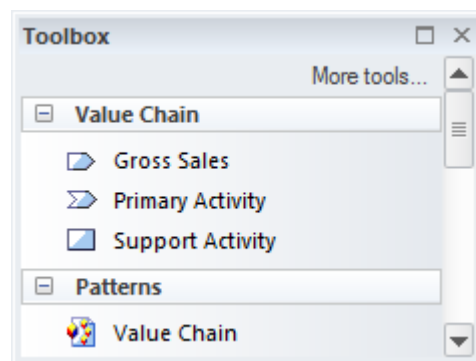 Toolbox
More tools...
Value Chain
Gross Sales
Primary Activity
Support Activity
Patterns
Value Chain